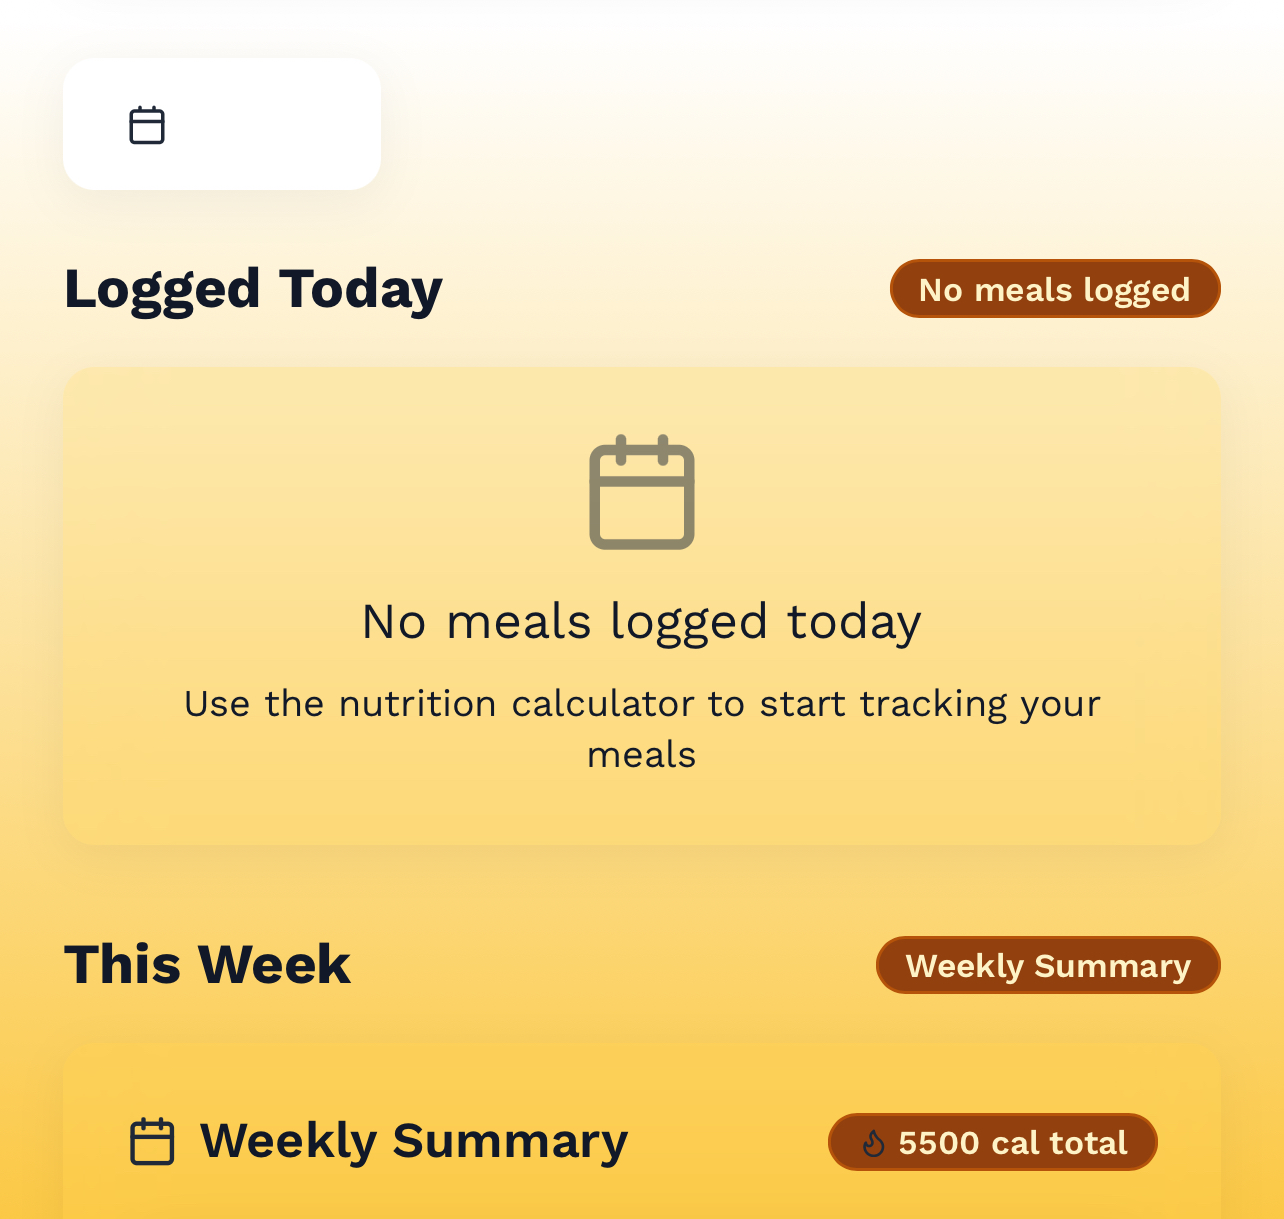 Logged Today
No meals logged
No meals logged today
Use the nutrition calculator to start tracking your
meals
This Week
Weekly Summary
Weekly Summary
5500 cal total